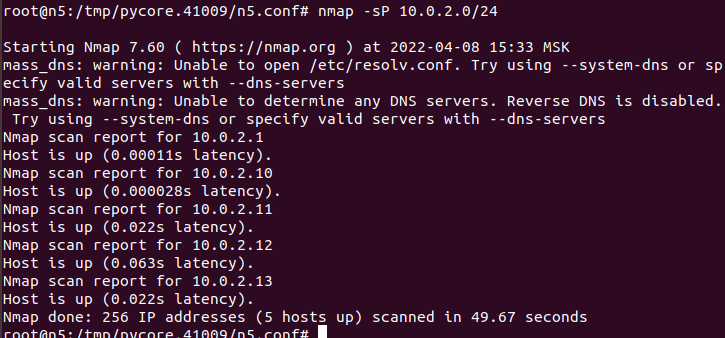 root@n5:/tmp/pycore.41009/n5.conf# nmap -sP 10.0.2.0/24
Starting Nmap 7.60 ( https://nmap.org ) at 2022-04-08 15:33 MSK
mass_dns: warning: Unable to open /etc/resolv.conf. Try using --system-dns or sp
ecify valid servers with --dns-servers
mass_dns: warning: Unable to determine any DNS servers. Reverse DNS is disabled.
 Try using --system-dns or specify valid servers with --dns-servers
Nmap scan report for 10.0.2.1
Host is up (0.00011s latency).
Nmap scan report for 10.0.2.10
Host is up (0.000028s latency).
Nmap scan report for 10.0.2.11
Host is up (0.022s latency).
Nmap scan report for 10.0.2.12
Host is up (0.063s latency).
Nmap scan report for 10.0.2.13
Host is up (0.022s latency).
Nmap done: 256 IP addresses (5 hosts up) scanned in 49.67 seconds
root@n5:/tmp/pycore.41009/n5.conf#